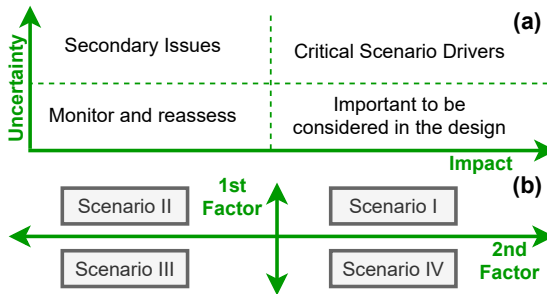 (a)
Uncertainty
Secondary Issues
Critical Scenario Drivers
Monitor and reassess
Important to be
considered in the design
Impact
(b)
1st
Factor
Scenario II
Scenario I
Scenario III
Scenario IV
2nd
Factor